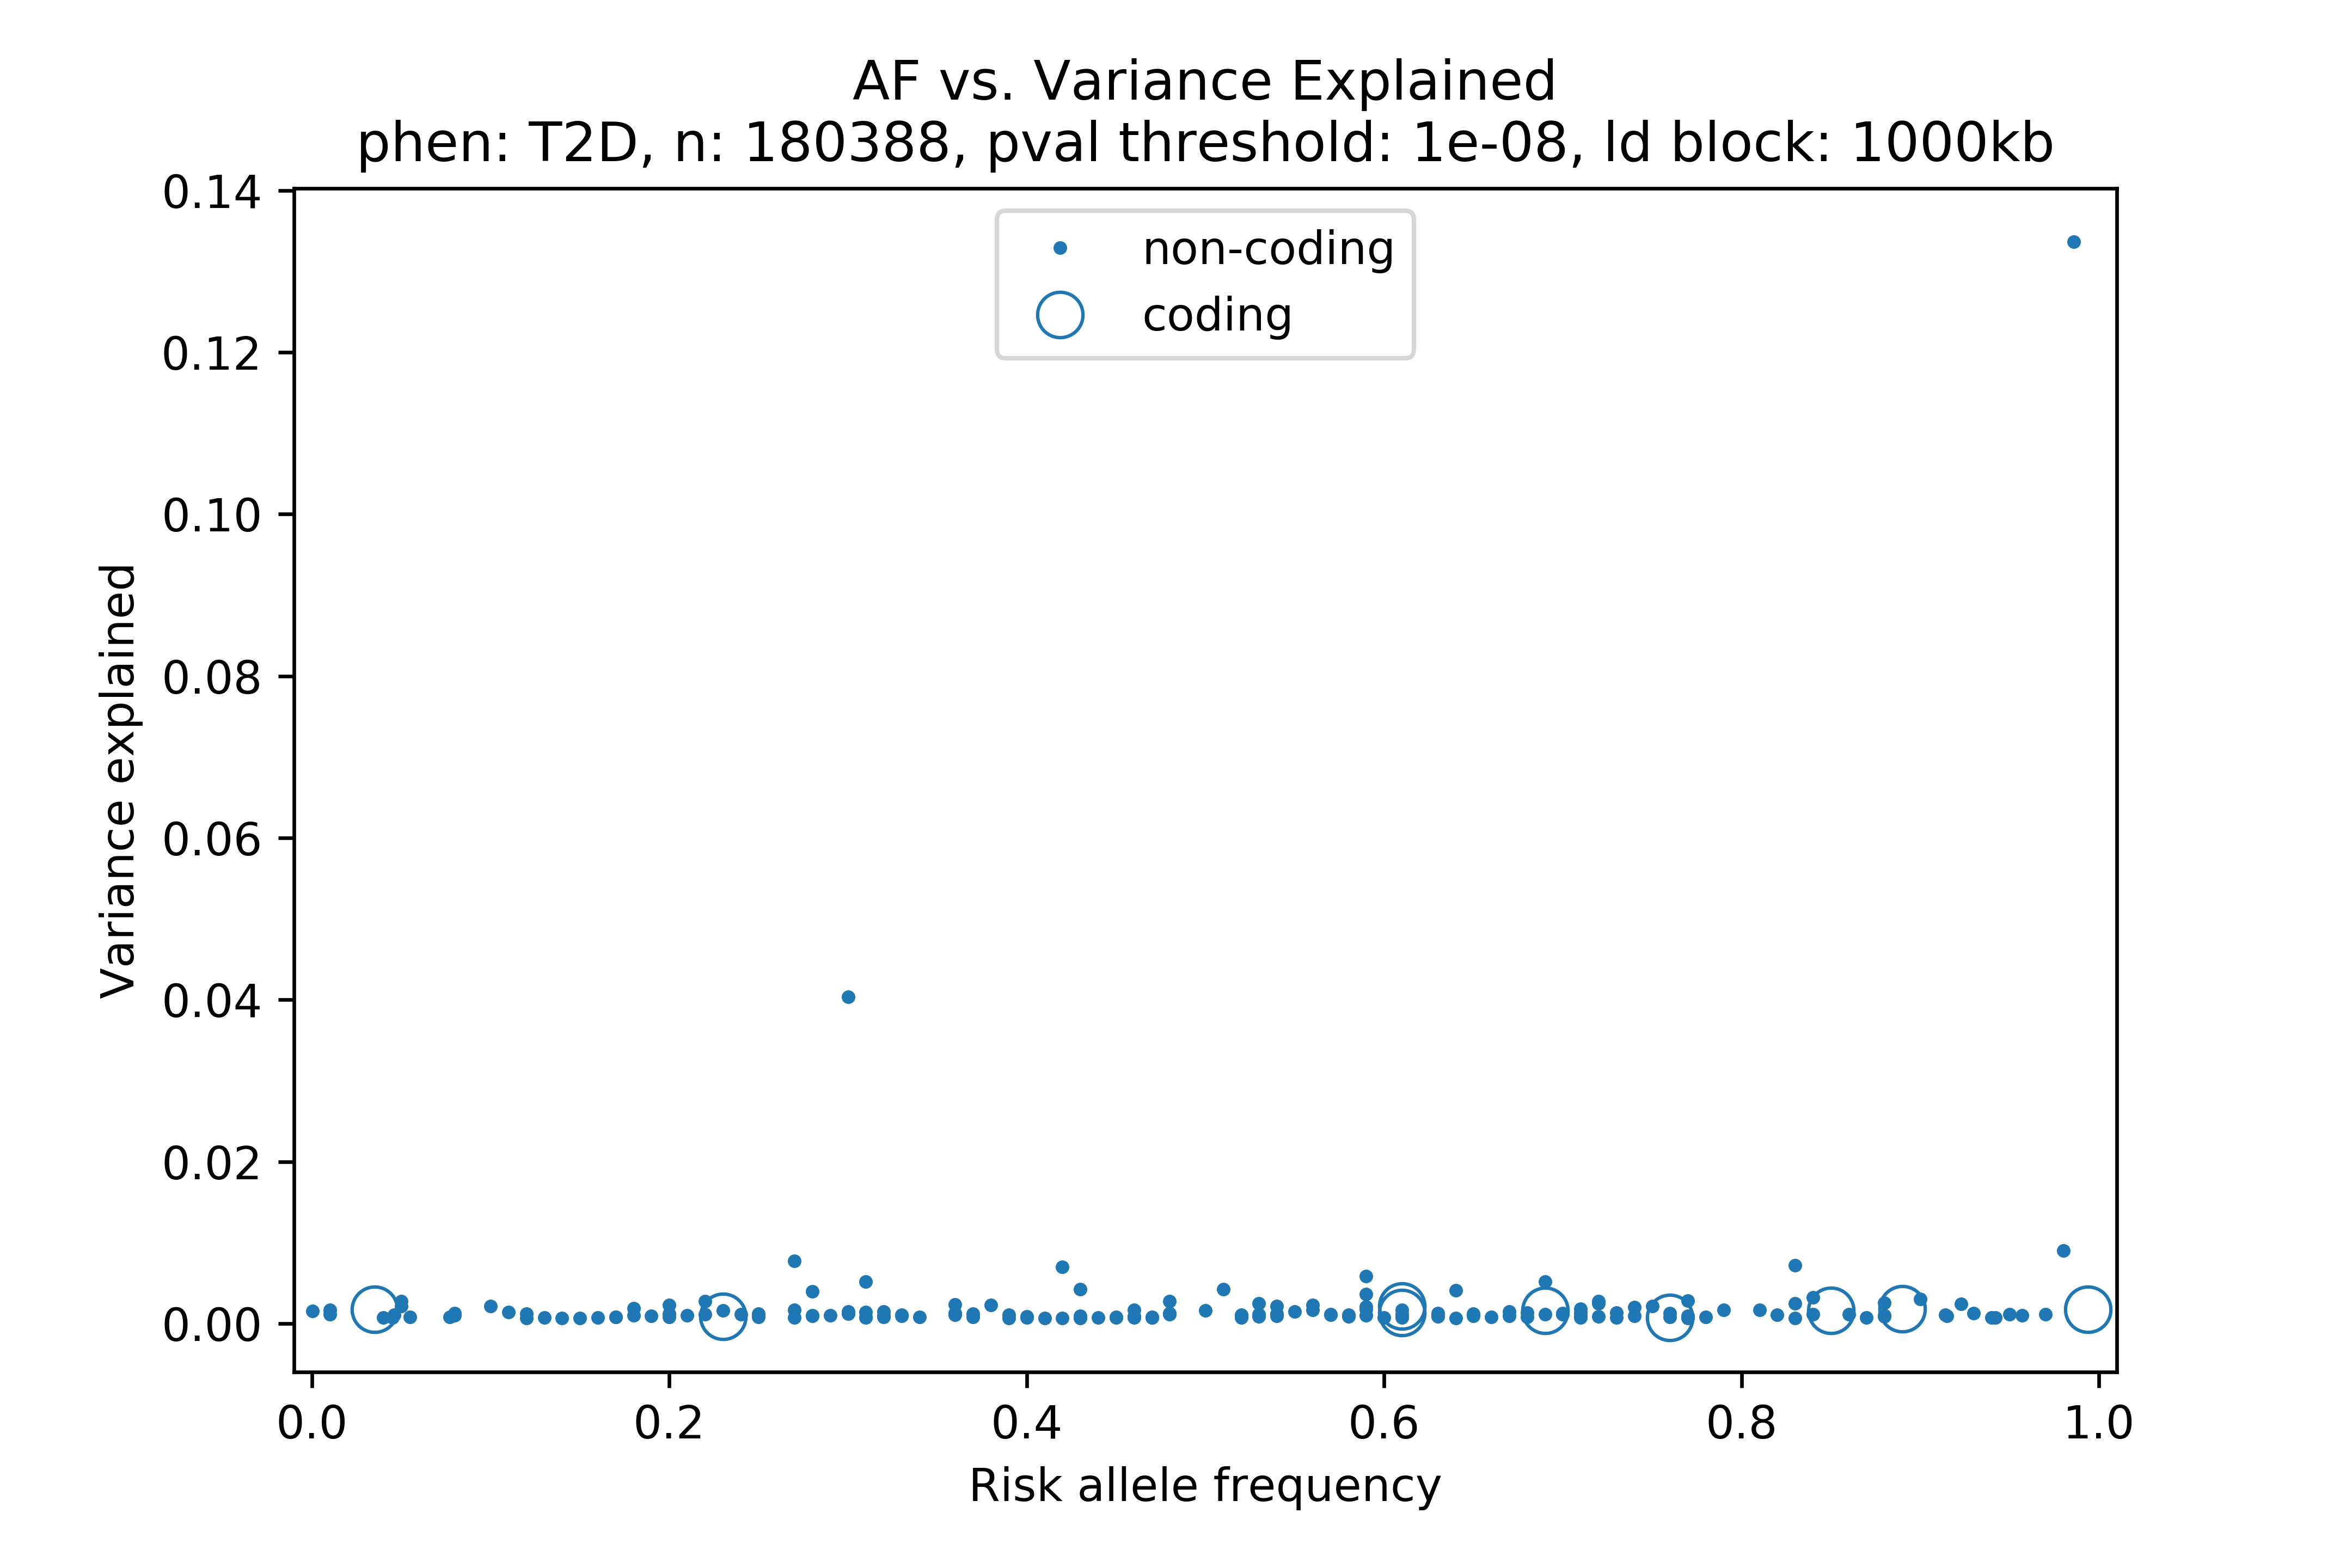 AF vs. Variance Explained
phen: T2D, n: 180388, pval threshold: 1e-08, ld block: 1000kb
non-coding
coding
Variance explained
0.14
0.12
0.10
0.08
0.06
0.04
0.02
0.00
0.0 0.2 0.4 0.6 0.8 1.0
Risk allele frequency